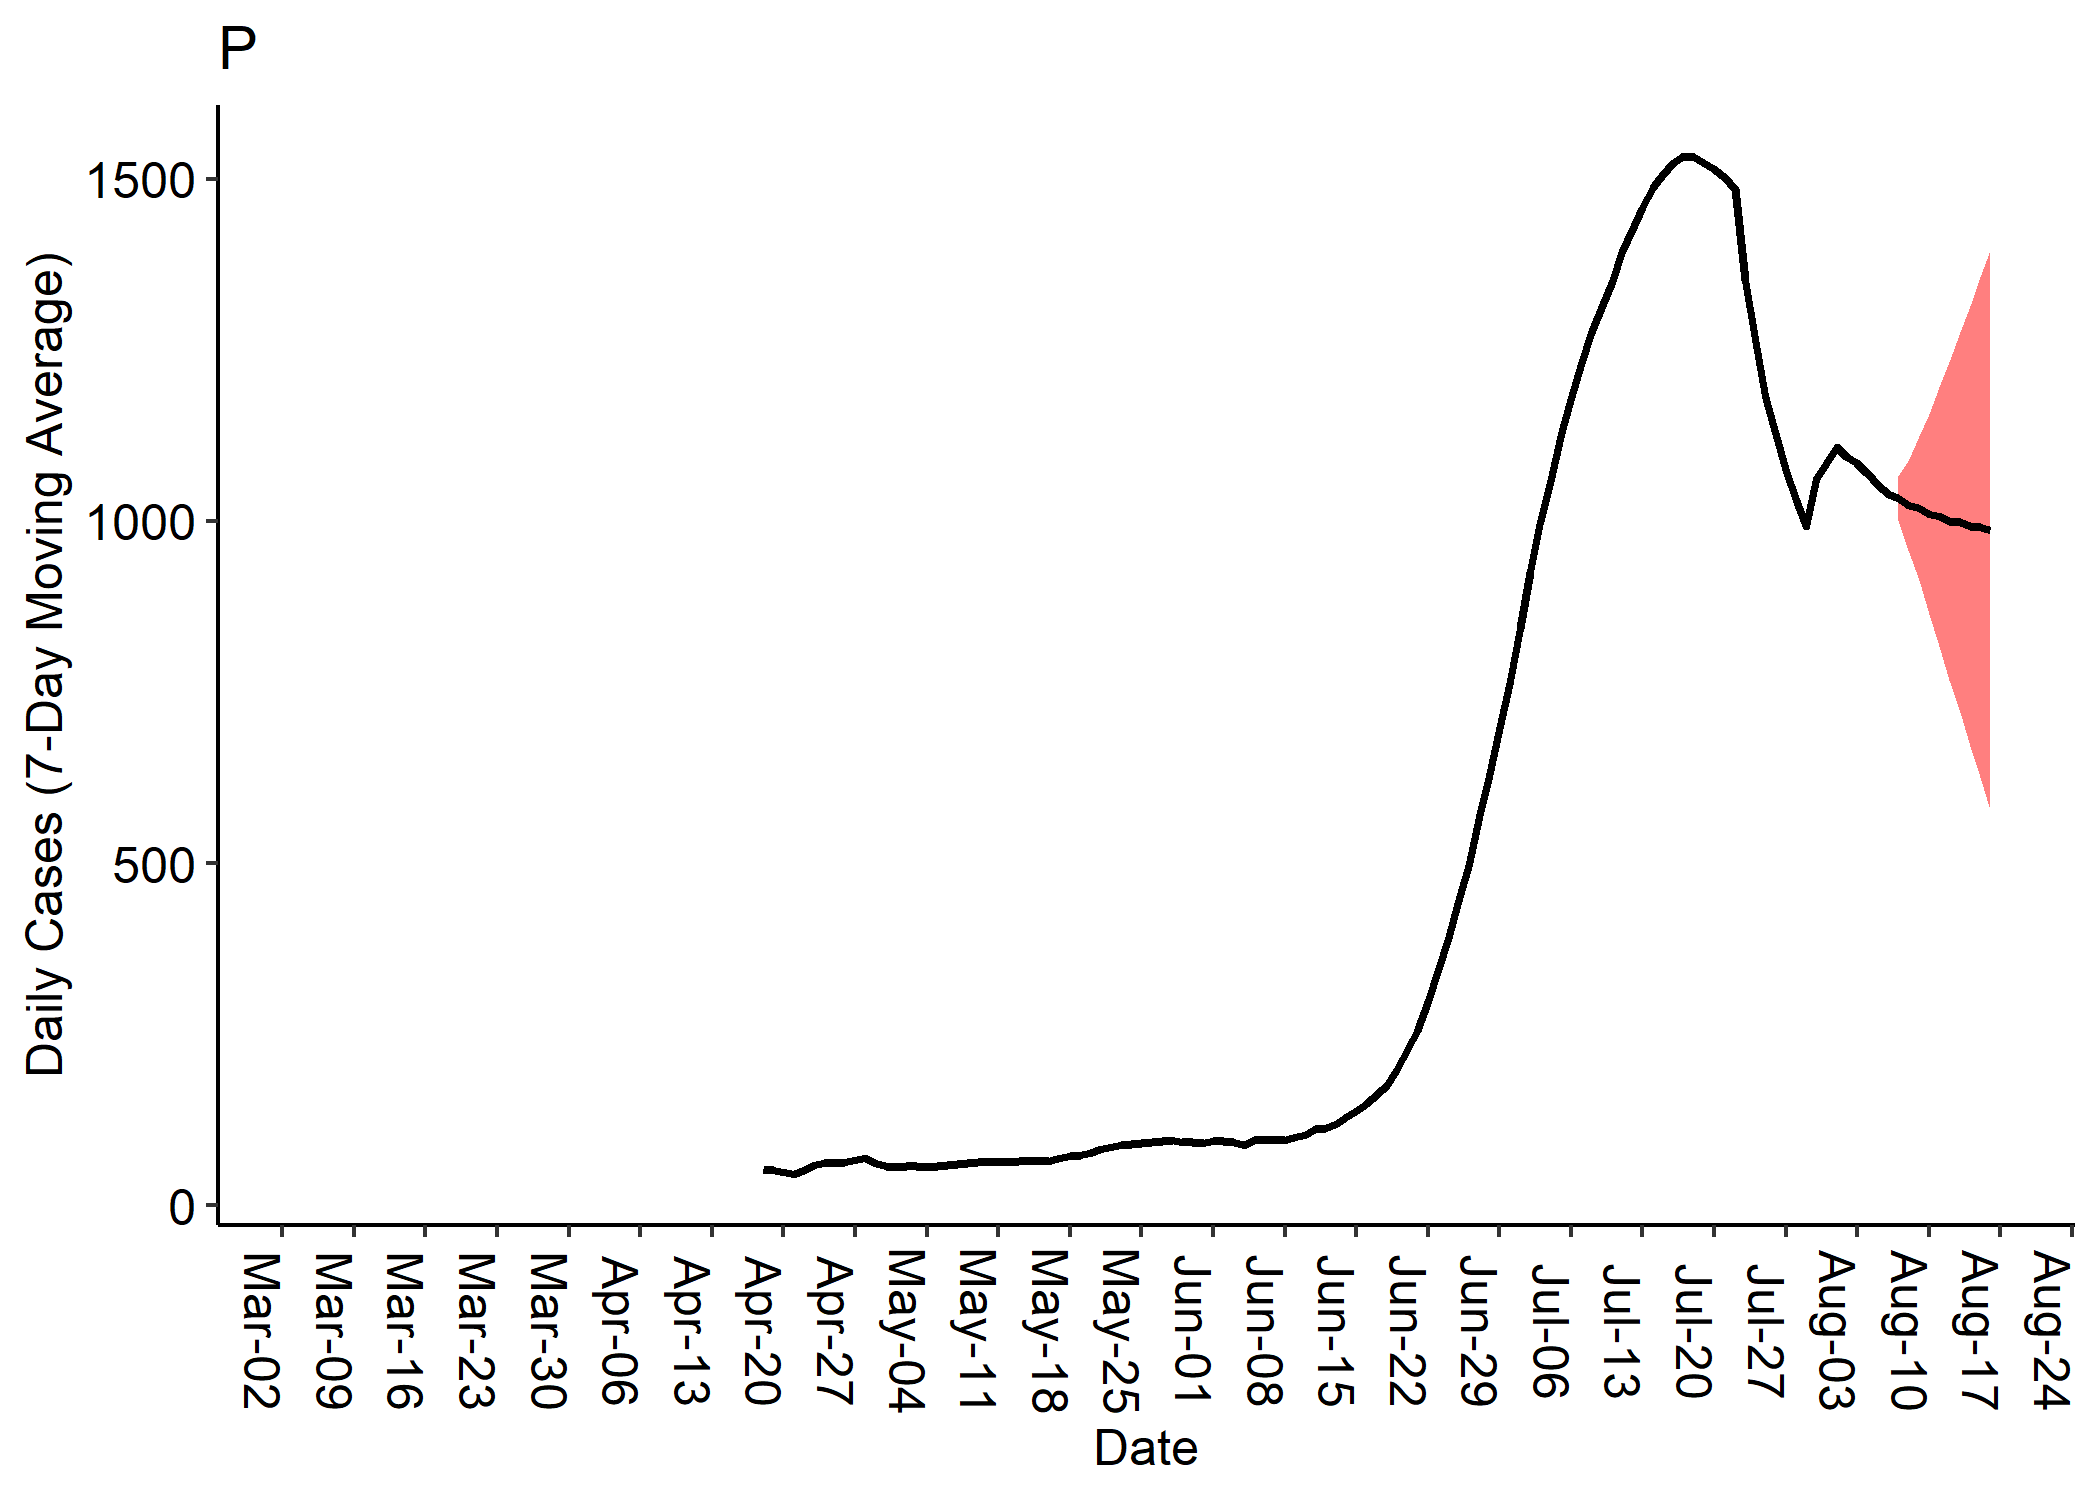 P
Daily Cases (7-Day Moving Average)
1500
1000
500
0
Mar-02
Mar-09
Mar-16
Mar-23
Mar-30
Apr-06
Apr-13
Apr-20
Apr-27
May-04
May-11
May-18
May-25
Jun-01
Jun-08
Jun-15
Jun-22
Jun-29
Jul-06
Jul-13
Jul-20
Jul-27
Aug-03
Aug-10
Aug-17
Aug-24
Date